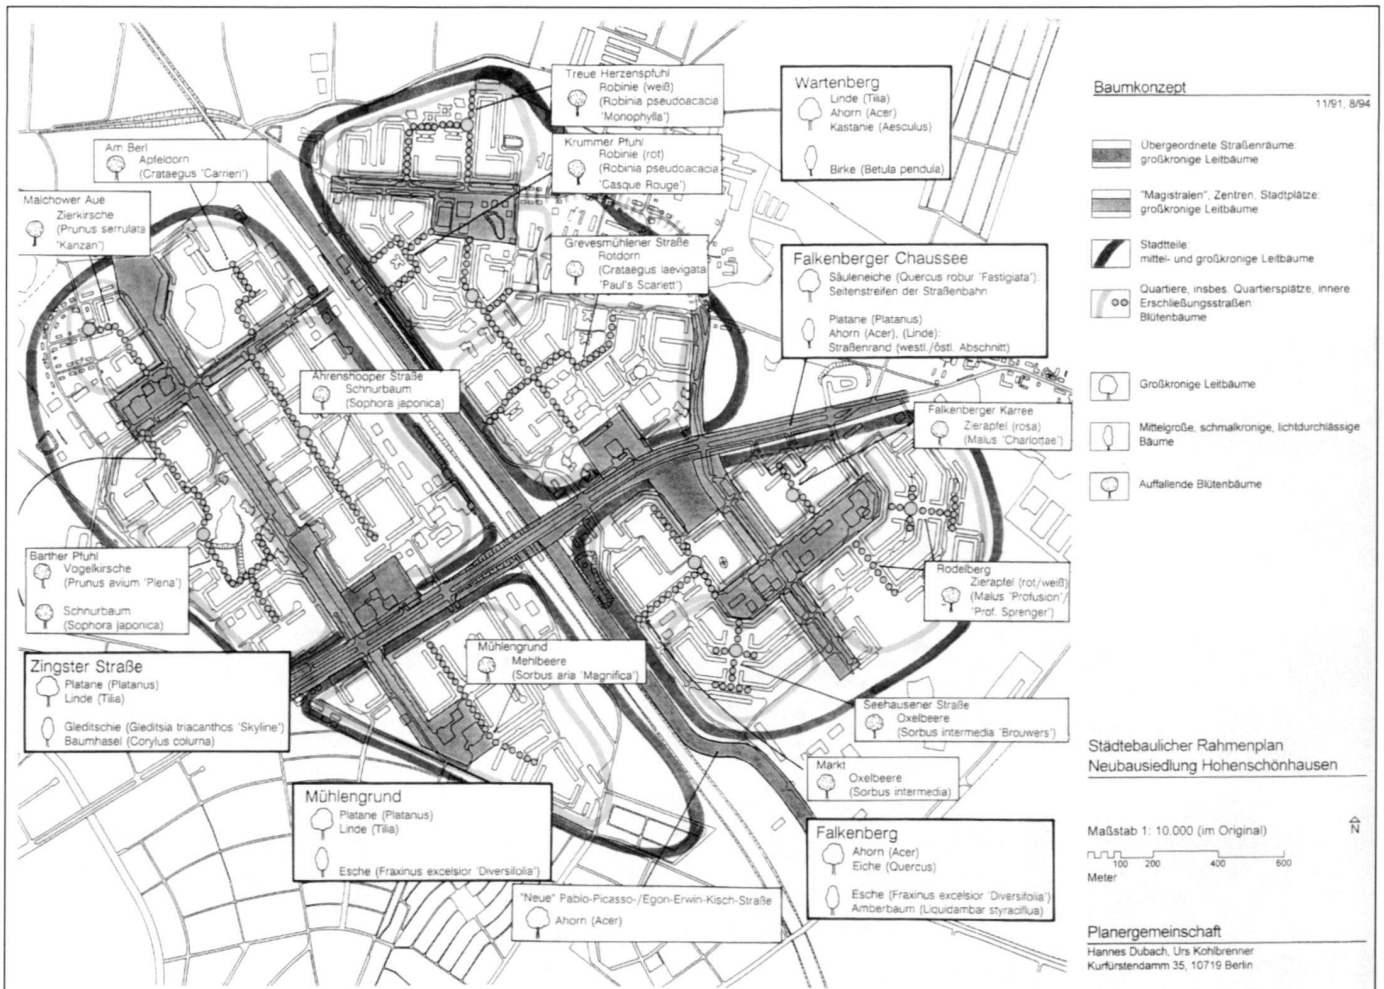 Treue Herzenspfuhl
Robinie (weiß)
(Robinia pseudoacacia
'Monophylla')
Krummer Pfuhl
Robinie (rot)
(Robinia pseudoacacia
'Casque Rouge')
Grevesmühlener Straße
Rotdorn
(Crataegus laevigata
'Paul's Scarlett')
Wartenberg
Linde (Tilia)
Ahorn (Acer)
Kastanie (Aesculus)
Birke (Betula pendula)
Am Berl
Apfeldorn
(Crataegus 'Carrieri')
Malchower Aue
Zierkirsche
(Prunus serrulata
'Kanzan')
Falkenberger Chaussee
Säuleneiche (Quercus robur 'Fastigiata'):
Seitenstreifen der Straßenbahn
Platane (Platanus)
Ahorn (Acer), (Linde):
Straßenrand (westl./östl. Abschnitt)
Ahrenshooper Straße
Schnurbaum
(Sophora japonica)
Falkenberger Karree
Zierapfel (rosa)
(Malus 'Charlottae')
Barther Pfuhl
Vogelkirsche
(Prunus avium 'Plena')
Schnurbaum
(Sophora japonica)
Rodelberg
Zierapfel (rot/weiß)
(Malus 'Profusion'/
'Prof. Sprenger')
Zingster Straße
Platane (Platanus)
Linde (Tilia)
Gleditschie (Gleditsia triacanthos 'Skyline')
Baumhasel (Corylus colurna)
Mühlengrund
Mehlbeere
(Sorbus aria 'Magnifica')
Seehausener Straße
Oxelbeere
(Sorbus intermedia 'Brouwers')
Markt
Oxelbeere
(Sorbus intermedia)
Mühlengrund
Platane (Platanus)
Linde (Tilia)
Esche (Fraxinus excelsior 'Diversifolia')
Falkenberg
Ahorn (Acer)
Eiche (Quercus)
Esche (Fraxinus excelsior 'Diversifolia')
Amberbaum (Liquidambar styraciflua)
"Neue" Pablo-Picasso-/Egon-Erwin-Kisch-Straße
Ahorn (Acer)
Baumkonzept
11/91, 8/94
Übergeordnete Straßenräume:
großkronige Leitbäume
"Magistralen", Zentren, Stadtplätze:
großkronige Leitbäume
Stadtteile:
mittel- und großkronige Leitbäume
Quartiere, insbes. Quartiersplätze, innere
Erschließungsstraßen:
Blütenbäume
Großkronige Leitbäume
Mittelgroße, schmalkronige, lichtdurchlässige
Bäume
Auffallende Blütenbäume
Städtebaulicher Rahmenplan
Neubausiedlung Hohenschönhausen
Maßstab 1: 10.000 (im Original)
N
100 200 400 600
Meter
Planergemeinschaft
Hannes Dubach, Urs Kohlbrenner
Kurfürstendamm 35, 10719 Berlin